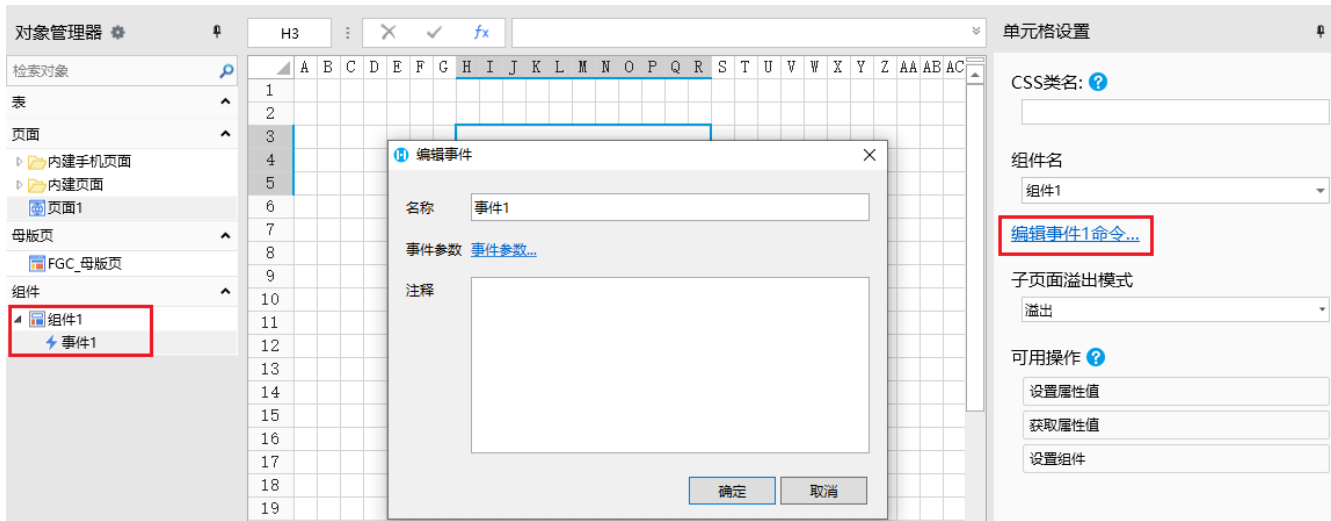 对象管理器
检索对象
表
页面
内建手机页面
内建页面
页面1
母版页
FGC_母版页
组件
组件1
事件1
H3
fx
A B C D E F G H I J K L M N O P Q R S T U V W X Y Z AA AB AC
1
2
3
4
5
6
7
8
9
10
11
12
13
14
15
16
17
18
19
编辑事件
名称 事件1
事件参数 事件参数...
注释
确定 取消
单元格设置
CSS类名:
组件名
组件1
编辑事件1命令...
子页面溢出模式
溢出
可用操作
设置属性值
获取属性值
设置组件